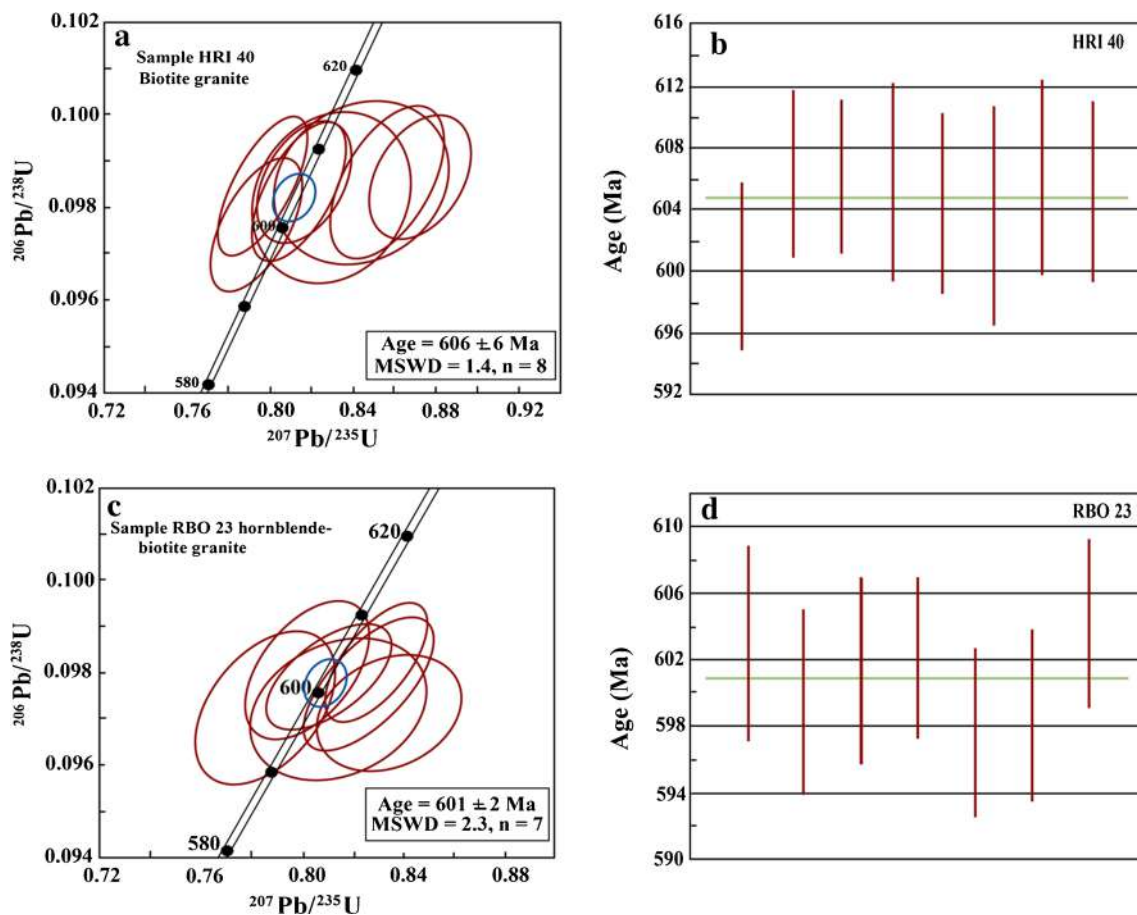 a
Sample HRI 40
Biotite granite
0.102
0.100
0.098
0.096
0.094
620
600
580
Age = 606 ± 6 Ma
MSWD = 1.4, n = 8
0.72
0.76
0.80
0.84
0.88
0.92
206Pb/238U
207Pb/235U
b
HRI 40
616
612
608
604
600
696
592
Age (Ma)
c
Sample RBO 23 hornblende-
biotite granite
0.102
0.100
0.098
0.096
0.094
620
600
580
Age = 601 ± 2 Ma
MSWD = 2.3, n = 7
0.72
0.76
0.80
0.84
0.88
206Pb/238U
207Pb/235U
d
RBO 23
610
606
602
598
594
590
Age (Ma)